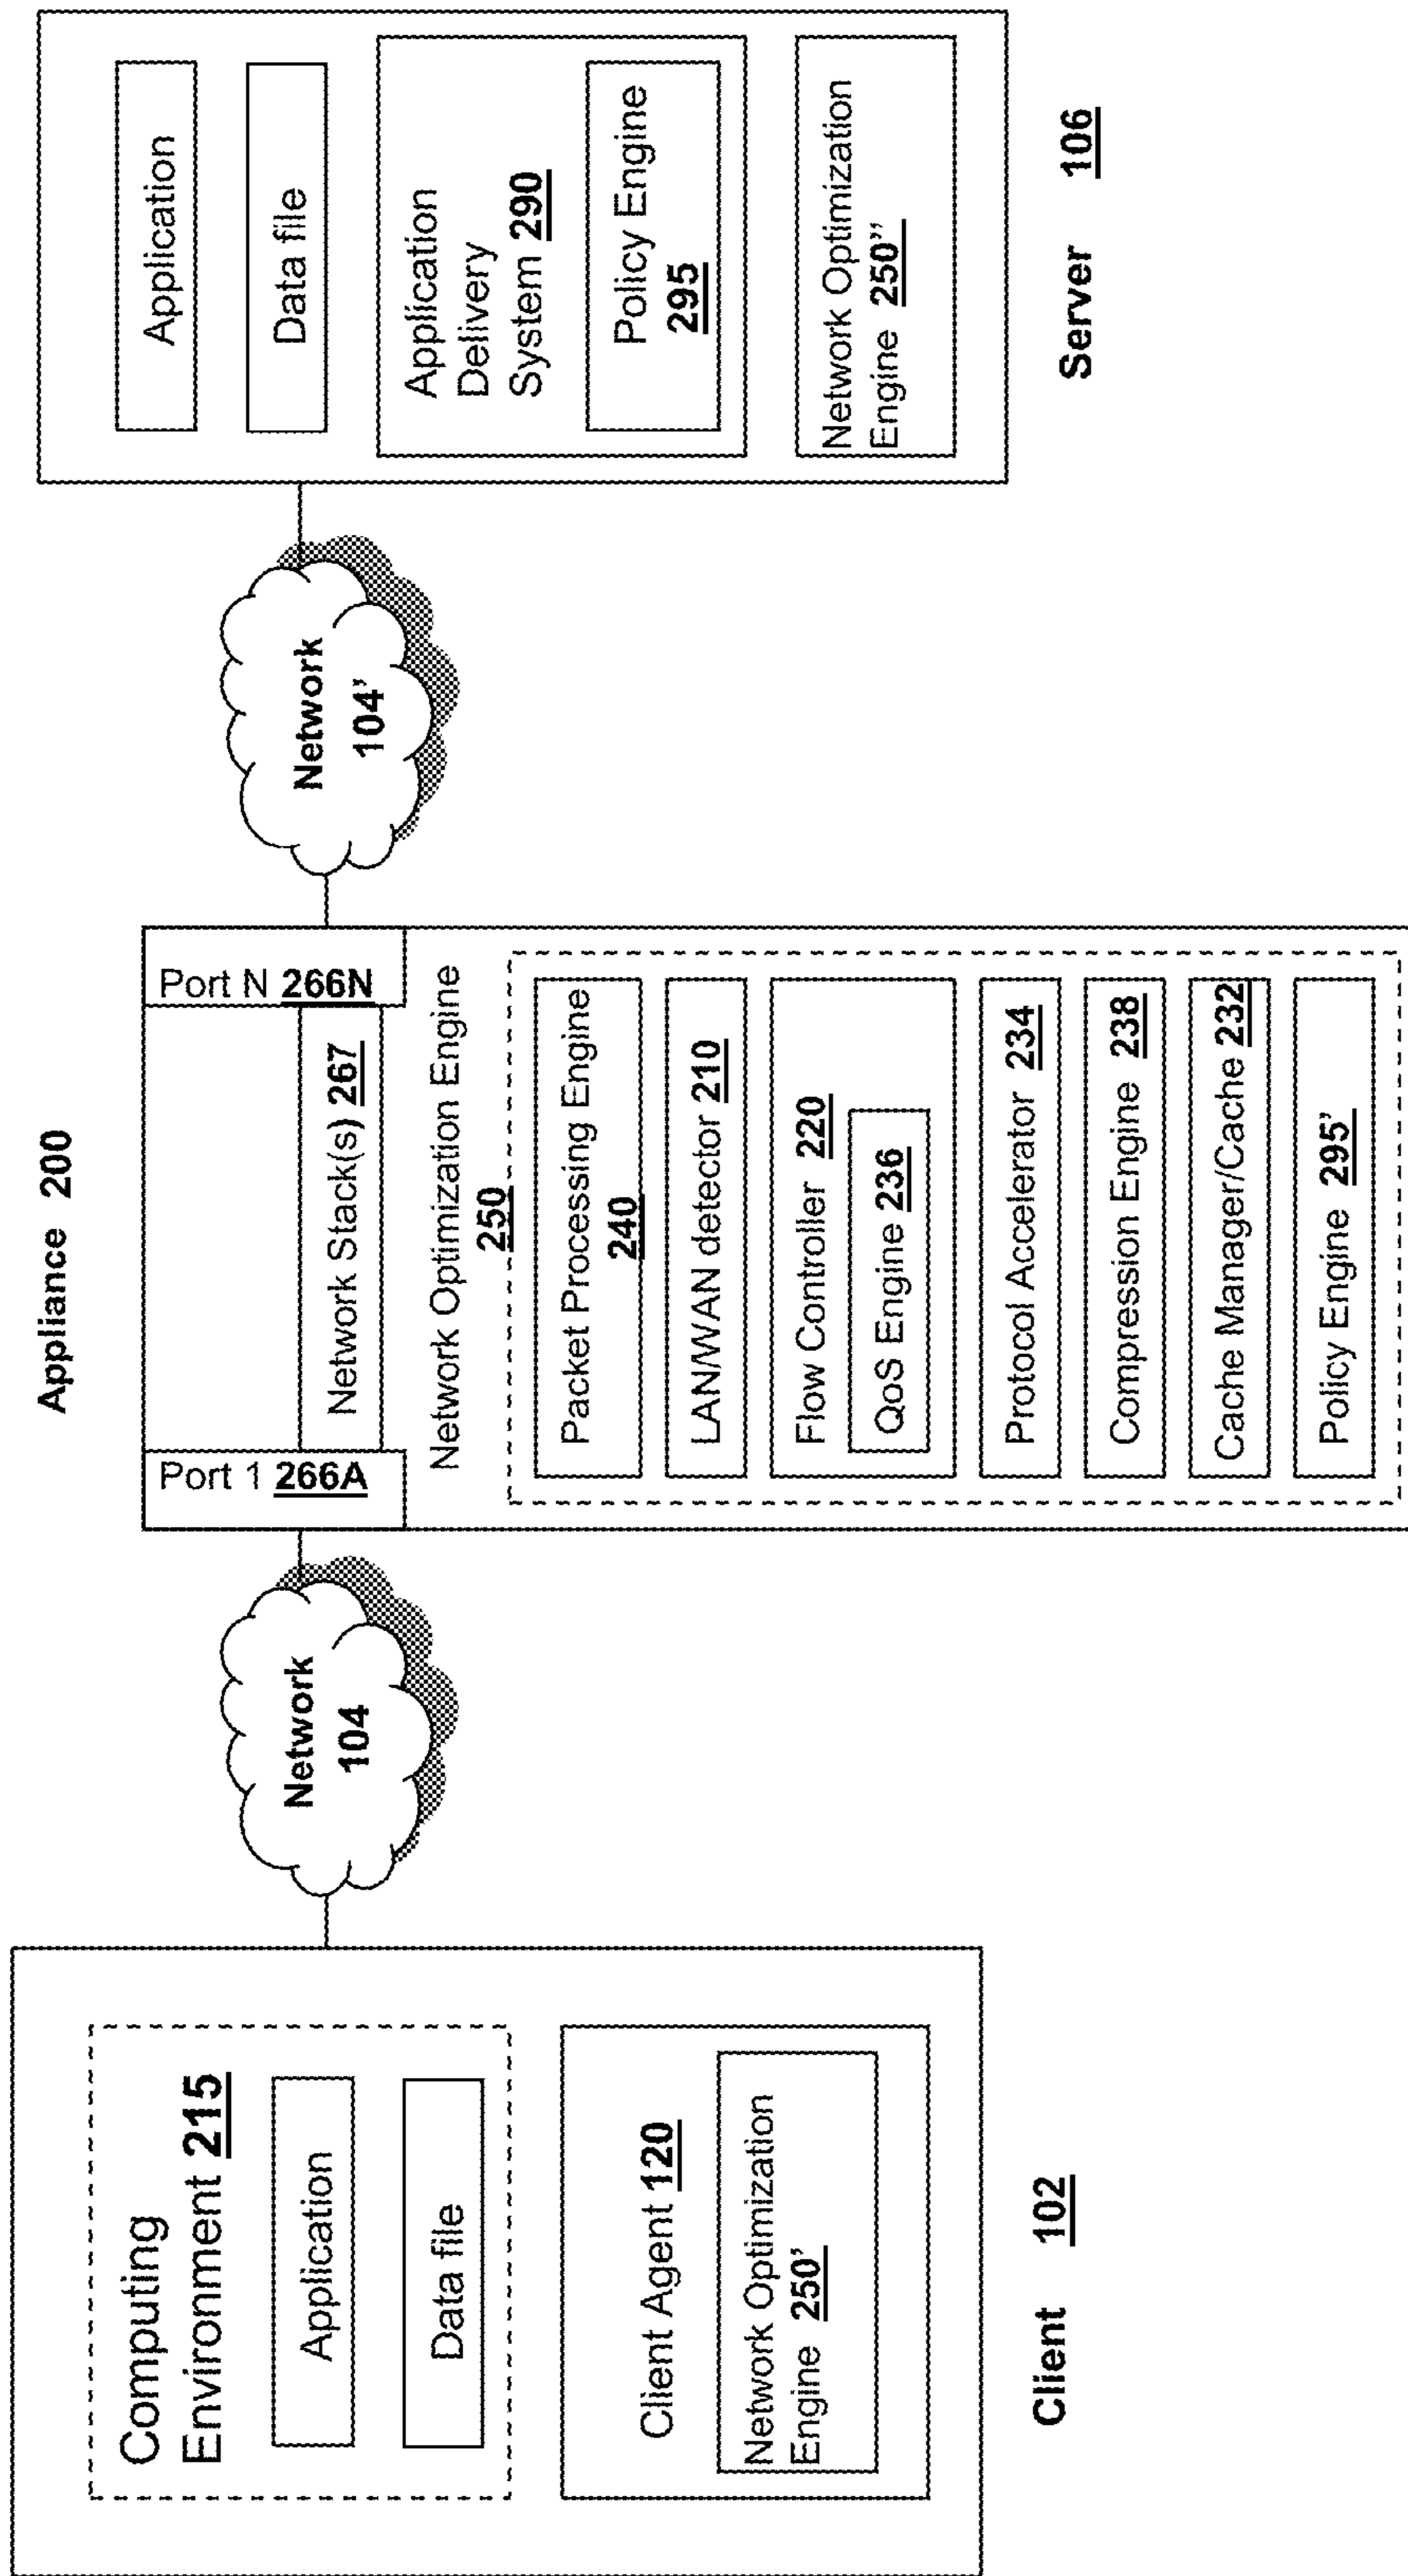 Computing
Environment 215
Application
Data file
Client Agent 120
Network Optimization
Engine 250'
Client 102
Network
104
Appliance 200
Port 1 266A
Port N 266N
Network Stack(s) 267
Network Optimization Engine
250
Packet Processing Engine
240
LAN/WAN detector 210
Flow Controller 220
QoS Engine 236
Protocol Accelerator 234
Compression Engine 238
Cache Manager/Cache 232
Policy Engine 295'
Network
104'
Application
Data file
Application
Delivery
System 290
Policy Engine
295
Network Optimization
Engine 250''
Server 106